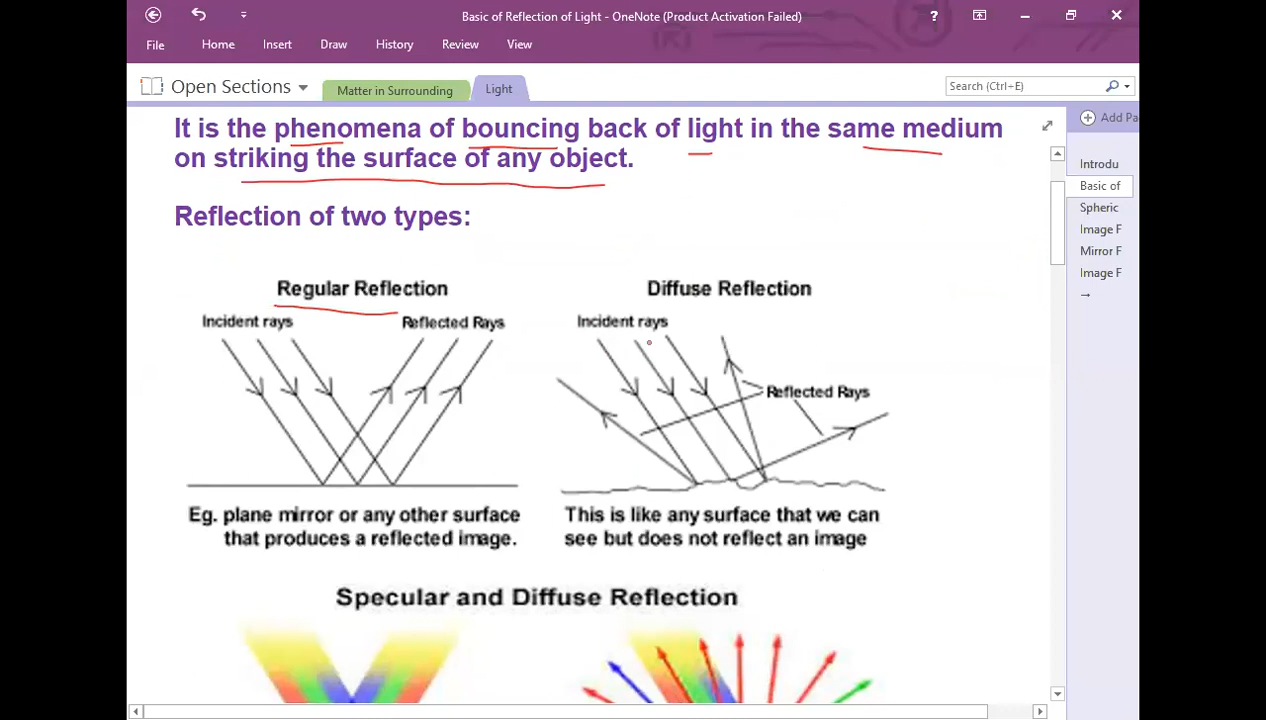 Basic of Reflection of Light - OneNote (Product Activation Failed)
?
File Home Insert Draw History Review View
Open Sections Matter in Surrounding Light Search (Ctrl+E)
It is the phenomena of bouncing back of light in the same medium
on striking the surface of any object.
Add Pa
Introdu
Basic of
Spheric
Image F
Mirror F
Image F
Reflection of two types:
Regular Reflection
Incident rays Reflected Rays
Eg. plane mirror or any other surface
that produces a reflected image.
Diffuse Reflection
Incident rays
Reflected Rays
This is like any surface that we can
see but does not reflect an image
Specular and Diffuse Reflection